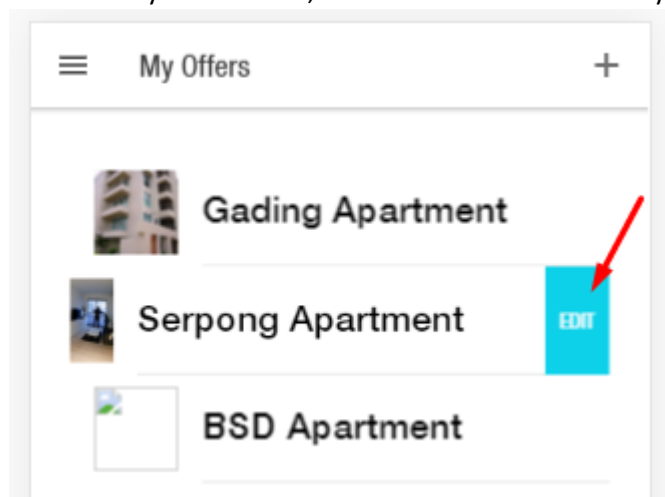 My Offers
Gading Apartment
Serpong Apartment
EDIT
BSD Apartment